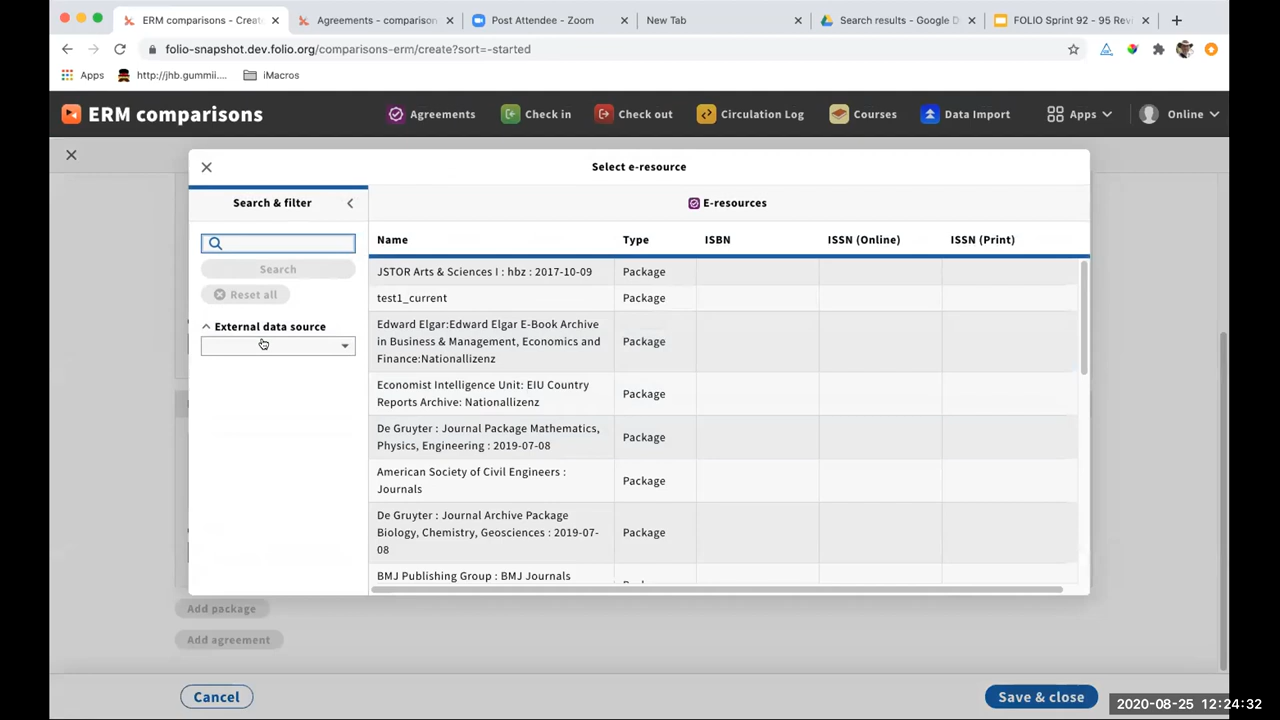 ERM comparisons - Create
Agreements - comparison
Post Attendee - Zoom
New Tab
Search results - Google D
FOLIO Sprint 92 - 95 Revi
folio-snapshot.dev.folio.org/comparisons-erm/create?sort=-started
Apps
http://jhb.gummii....
iMacros
ERM comparisons
Agreements
Check in
Check out
Circulation Log
Courses
Data Import
Apps
Online
Select e-resource
Search & filter
E-resources
Name
Type
ISBN
ISSN (Online)
ISSN (Print)
Search
Reset all
External data source
JSTOR Arts & Sciences I : hbz : 2017-10-09
Package
test1_current
Package
Edward Elgar:Edward Elgar E-Book Archive
in Business & Management, Economics and
Finance:Nationallizenz
Package
Economist Intelligence Unit: EIU Country
Reports Archive: Nationallizenz
Package
De Gruyter : Journal Package Mathematics,
Physics, Engineering : 2019-07-08
Package
American Society of Civil Engineers :
Journals
Package
De Gruyter : Journal Archive Package
Biology, Chemistry, Geosciences : 2019-07-
08
Package
BMJ Publishing Group : BMJ Journals
Add package
Add agreement
Cancel
Save & close
2020-08-25 12:24:32